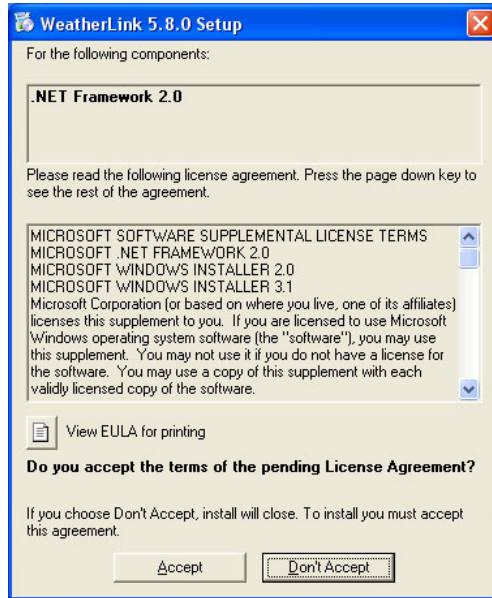 WeatherLink 5.8.0 Setup
For the following components:
.NET Framework 2.0
Please read the following license agreement. Press the page down key to
see the rest of the agreement.
MICROSOFT SOFTWARE SUPPLEMENTAL LICENSE TERMS
MICROSOFT .NET FRAMEWORK 2.0
MICROSOFT WINDOWS INSTALLER 2.0
MICROSOFT WINDOWS INSTALLER 3.1
Microsoft Corporation (or based on where you live, one of its affiliates)
licenses this supplement to you.  If you are licensed to use Microsoft
Windows operating system software (the "software"), you may use
this supplement.  You may not use it if you do not have a license for
the software.  You may use a copy of this supplement with each
validly licensed copy of the software.
View EULA for printing
Do you accept the terms of the pending License Agreement?
If you choose Don't Accept, install will close. To install you must accept
this agreement.
Accept Don't Accept